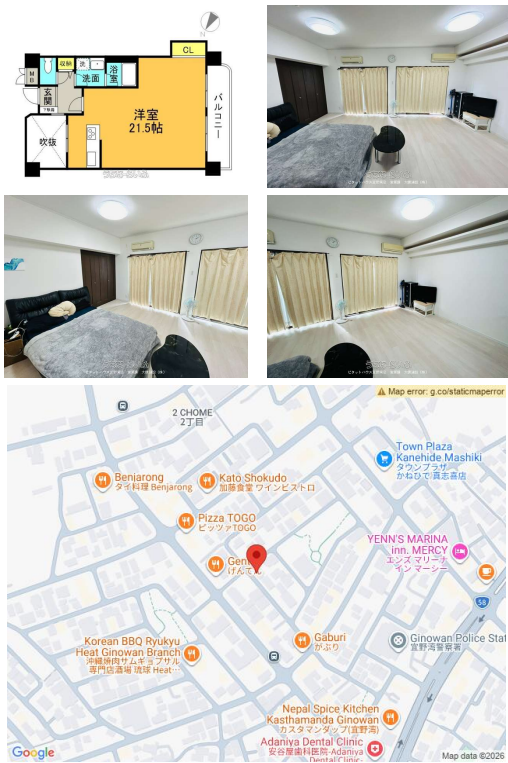 CL
MB
収納
洗
洗面
浴室
玄関
下駄箱
洋室
21.5帖
吹抜
バルコニー
Map error: g.co/staticmaperror
2 CHOME
2丁目
Town Plaza
Kanehide Mashiki
タウンプラザ
かねひで 真志喜店
Benjarong
タイ料理 Benjarong
Kato Shokudo
加藤食堂 ワインビストロ
Pizza TOGO
ピッツァTOGO
YENN'S MARINA
inn. MERCY
エンズ マリーナ
イン マーシー
げんてん
58
Korean BBQ Ryukyu
Heat Ginowan Branch
沖縄焼肉サムギョプサル
専門店酒場 琉球 Heat…
Gaburi
がぶり
Ginowan Police Stat
宜野湾警察署
Nepal Spice Kitchen
Kasthamanda Ginowan
カスタマンダップ(宜野湾)
Adaniya Dental Clinic
安谷屋歯科医院-Adaniya
Dental Clinic-
Google
Map data ©2026